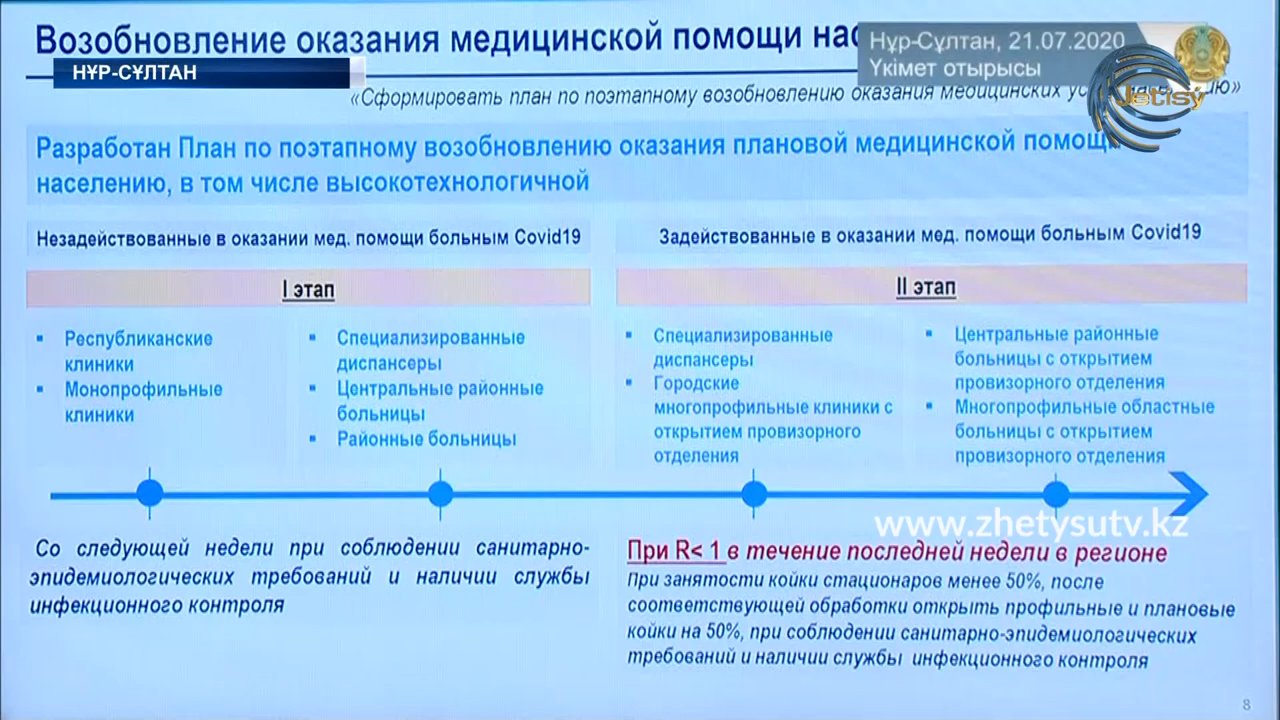 Возобновление оказания медицинской помощи
Нұр-Сұлтан, 21.07.2020
Үкімет отырысы
НҰР-СҰЛТАН
«Сформировать план по поэтапному возобновлению оказания медицинских
Jetisy
Разработан План по поэтапному возобновлению оказания плановой медицинской помощи
населению, в том числе высокотехнологичной
Незадействованные в оказании мед. помощи больным Covid19
I этап
Республиканские
клиники
Монопрофильные
клиники
Специализированные
диспансеры
Центральные районные
больницы
Районные больницы
Задействованные в оказании мед. помощи больным Covid19
II этап
Специализированные
диспансеры
Городские
многопрофильные клиники с
открытием провизорного
отделения
Центральные районные
больницы с открытием
провизорного отделения
Многопрофильные областные
больницы с открытием
провизорного отделения
www.zhetysutv.kz
Со следующей недели при соблюдении санитарно-
эпидемиологических требований и наличии службы
инфекционного контроля
При R< 1 в течение последней недели в регионе
При занятости койки стационаров менее 50%, после
соответствующей обработки открыть профильные и плановые
койки на 50%, при соблюдении санитарно-эпидемиологических
требований и наличии службы инфекционного контроля
8